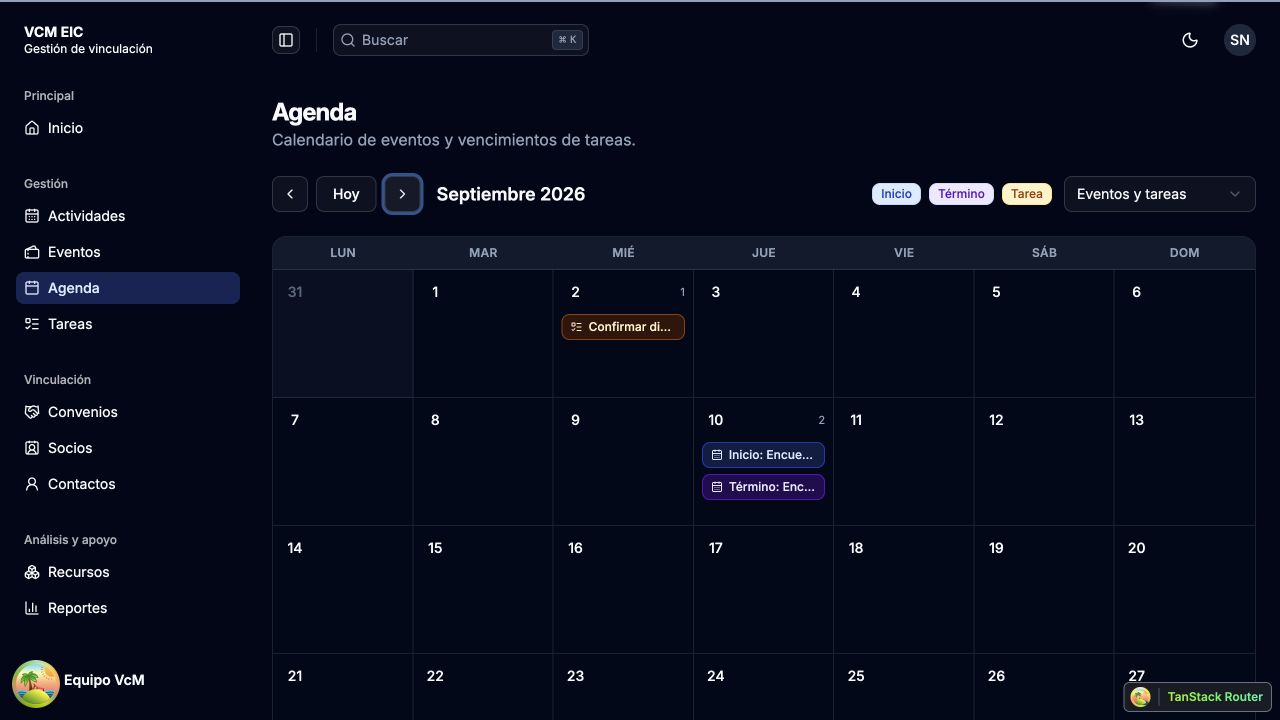 VCM EIC
Gestión de vinculación
Buscar
⌘ K
SN
Principal
Inicio
Gestión
Actividades
Eventos
Agenda
Tareas
Vinculación
Convenios
Socios
Contactos
Análisis y apoyo
Recursos
Reportes
Equipo VcM
Agenda
Calendario de eventos y vencimientos de tareas.
Hoy
Septiembre 2026
Inicio
Término
Tarea
Eventos y tareas
LUN MAR MIÉ JUE VIE SÁB DOM
31 1 2 1 3 4 5 6
Confirmar di...
7 8 9 10 2 11 12 13
Inicio: Encue...
Término: Enc...
14 15 16 17 18 19 20
21 22 23 24 25 26 27
TanStack Router